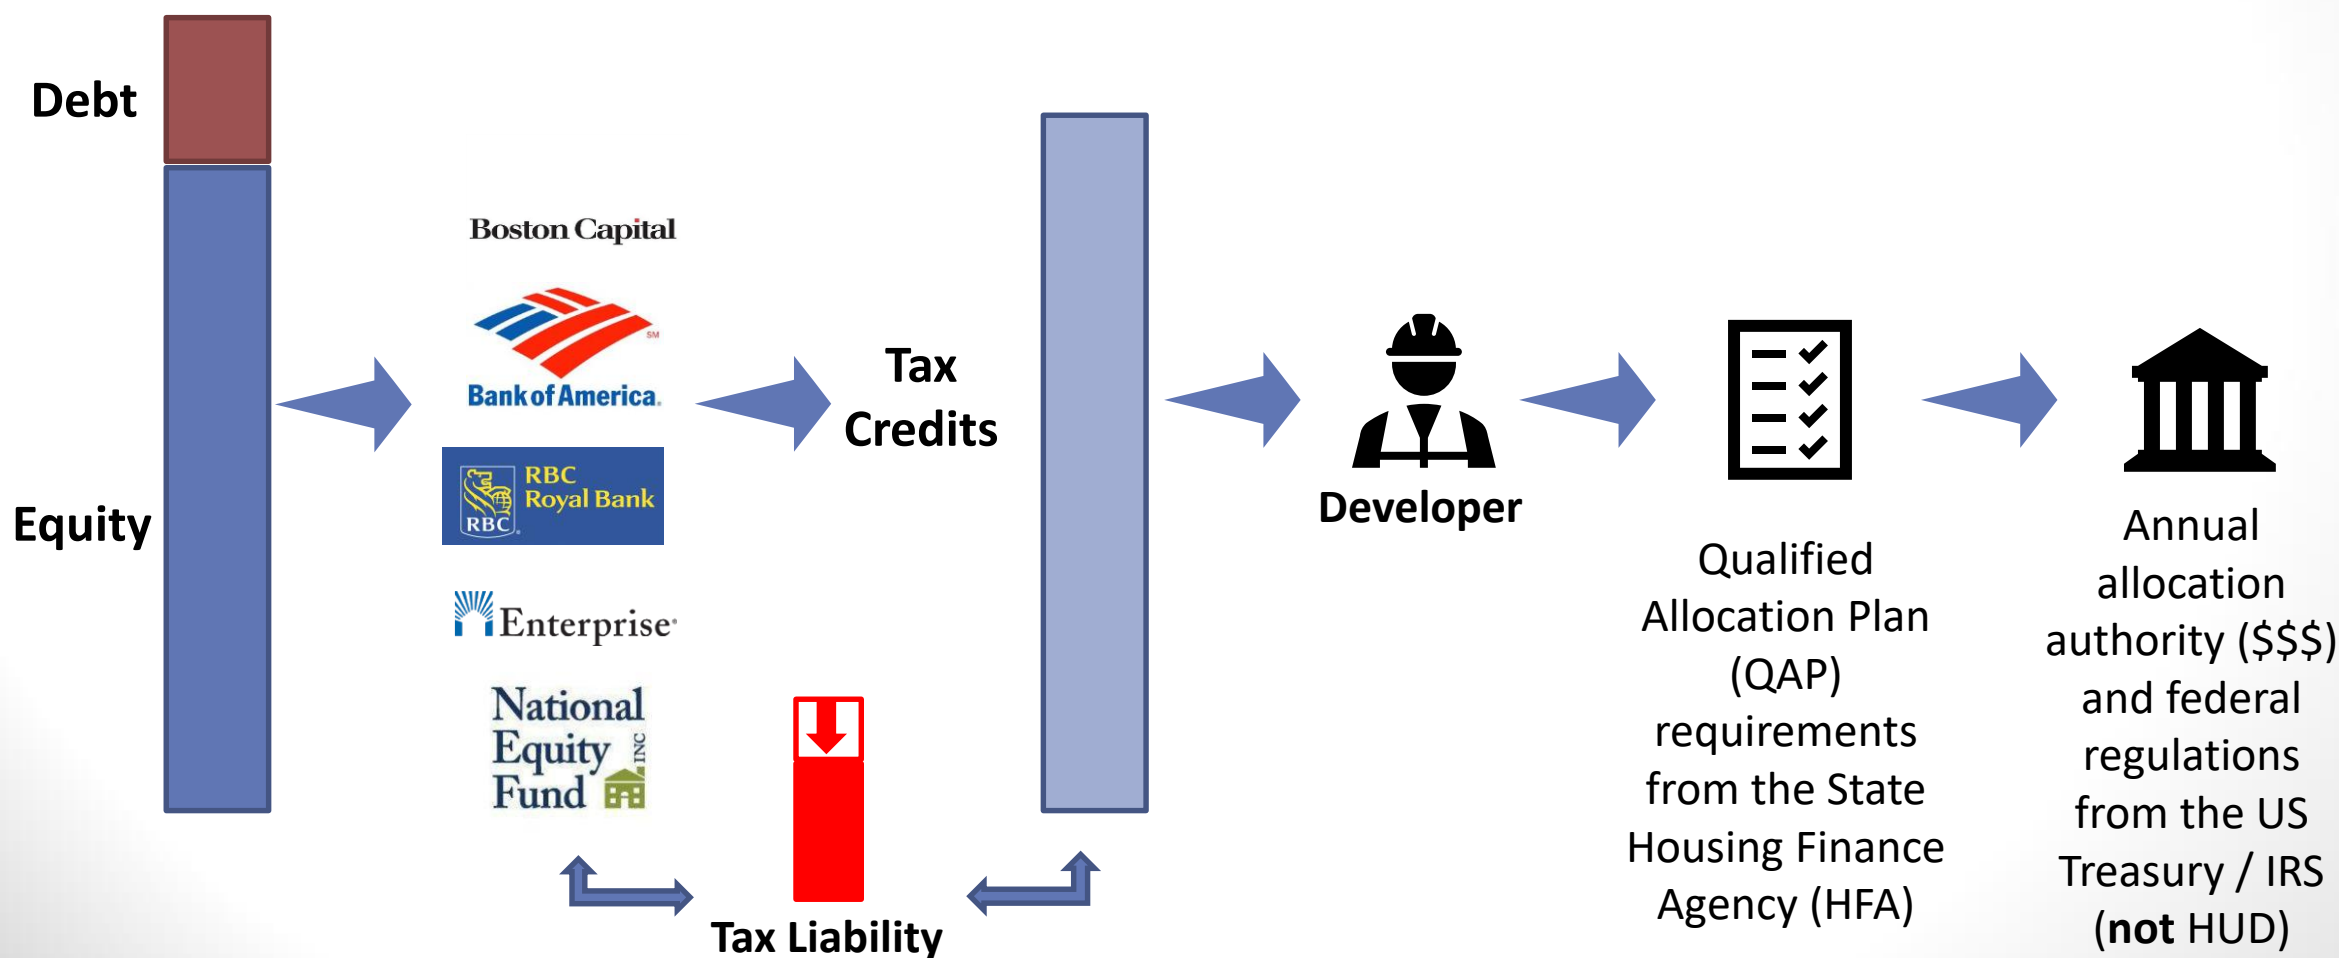 Debt
Equity
Boston Capital
SM
Bank of America.
RBC
RBC
Royal Bank
Enterprise
National
Equity
Fund
INC
Tax
Credits
Tax Liability
Developer
Qualified
Allocation Plan
(QAP)
requirements
from the State
Housing Finance
Agency (HFA)
Annual
allocation
authority ($$$)
and federal
regulations
from the US
Treasury / IRS
(not HUD)